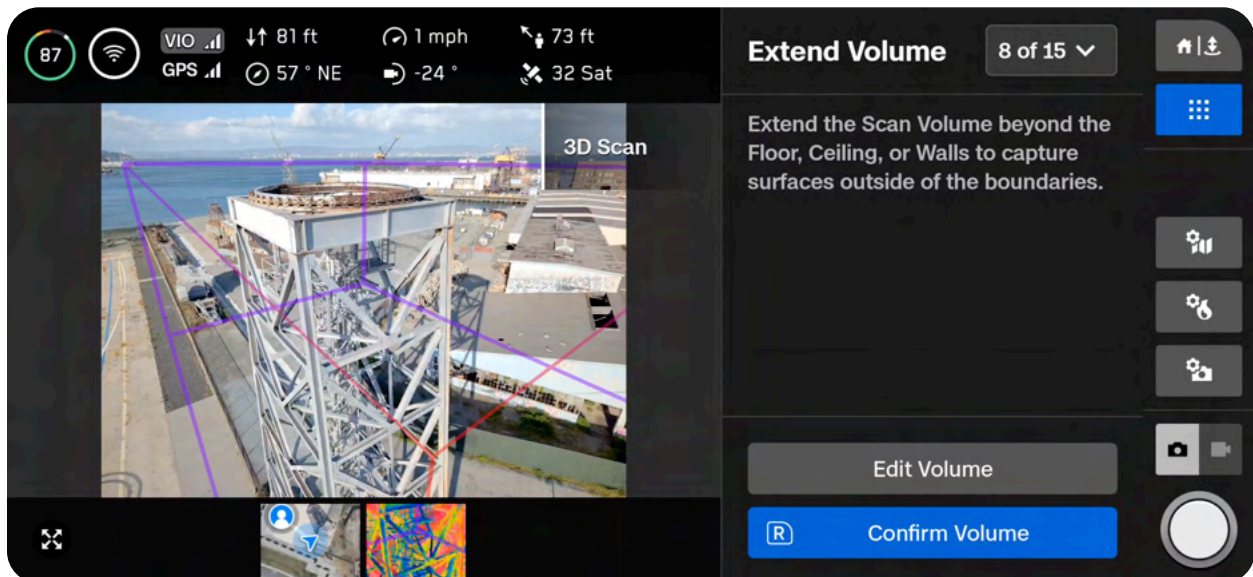 87
VIO
GPS
81 ft
57 ° NE
1 mph
-24 °
73 ft
32 Sat
3D Scan
Extend Volume
8 of 15
Extend the Scan Volume beyond the
Floor, Ceiling, or Walls to capture
surfaces outside of the boundaries.
Edit Volume
R Confirm Volume